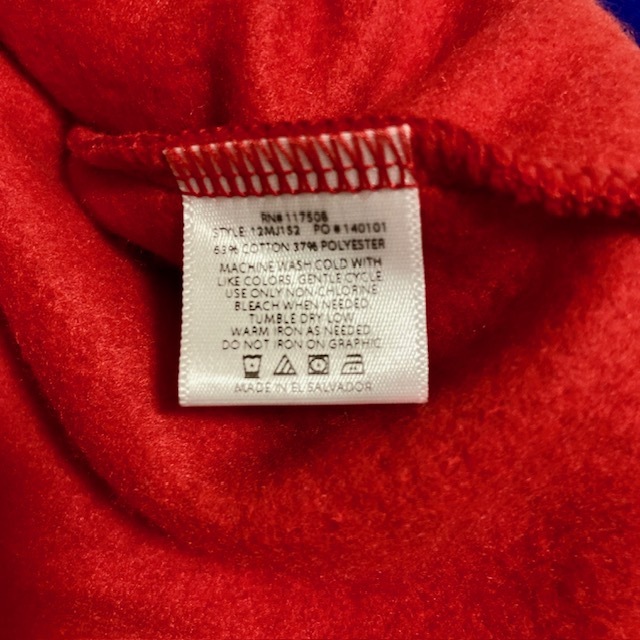 RN# 117508
STYLE: 12MJ152 PO # 140101
63% COTTON 37% POLYESTER
MACHINE WASH COLD WITH
LIKE COLORS, GENTLE CYCLE
USE ONLY NON-CHLORINE
BLEACH WHEN NEEDED
TUMBLE DRY LOW
WARM IRON AS NEEDED
DO NOT IRON ON GRAPHIC
MADE IN EL SALVADOR